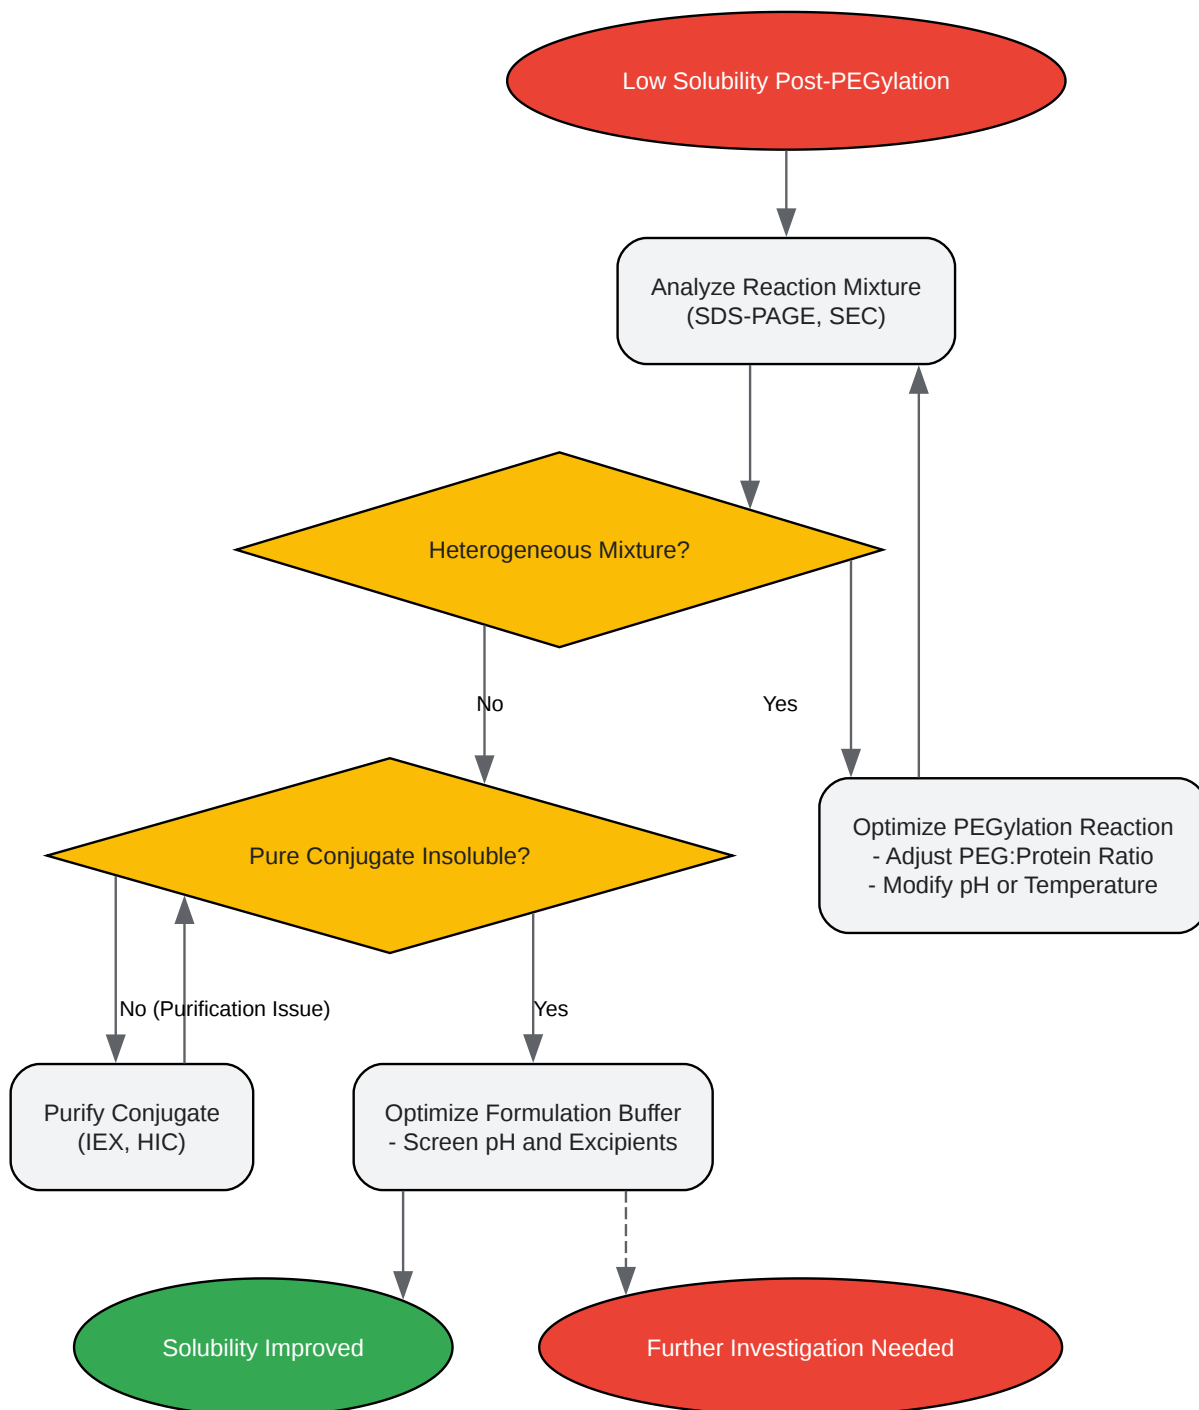 Low Solubility Post-PEGylation
Analyze Reaction Mixture
(SDS-PAGE, SEC)
Heterogeneous Mixture?
No
Yes
Pure Conjugate Insoluble?
Optimize PEGylation Reaction
- Adjust PEG:Protein Ratio
- Modify pH or Temperature
No (Purification Issue)
Yes
Purify Conjugate
(IEX, HIC)
Optimize Formulation Buffer
- Screen pH and Excipients
Solubility Improved
Further Investigation Needed